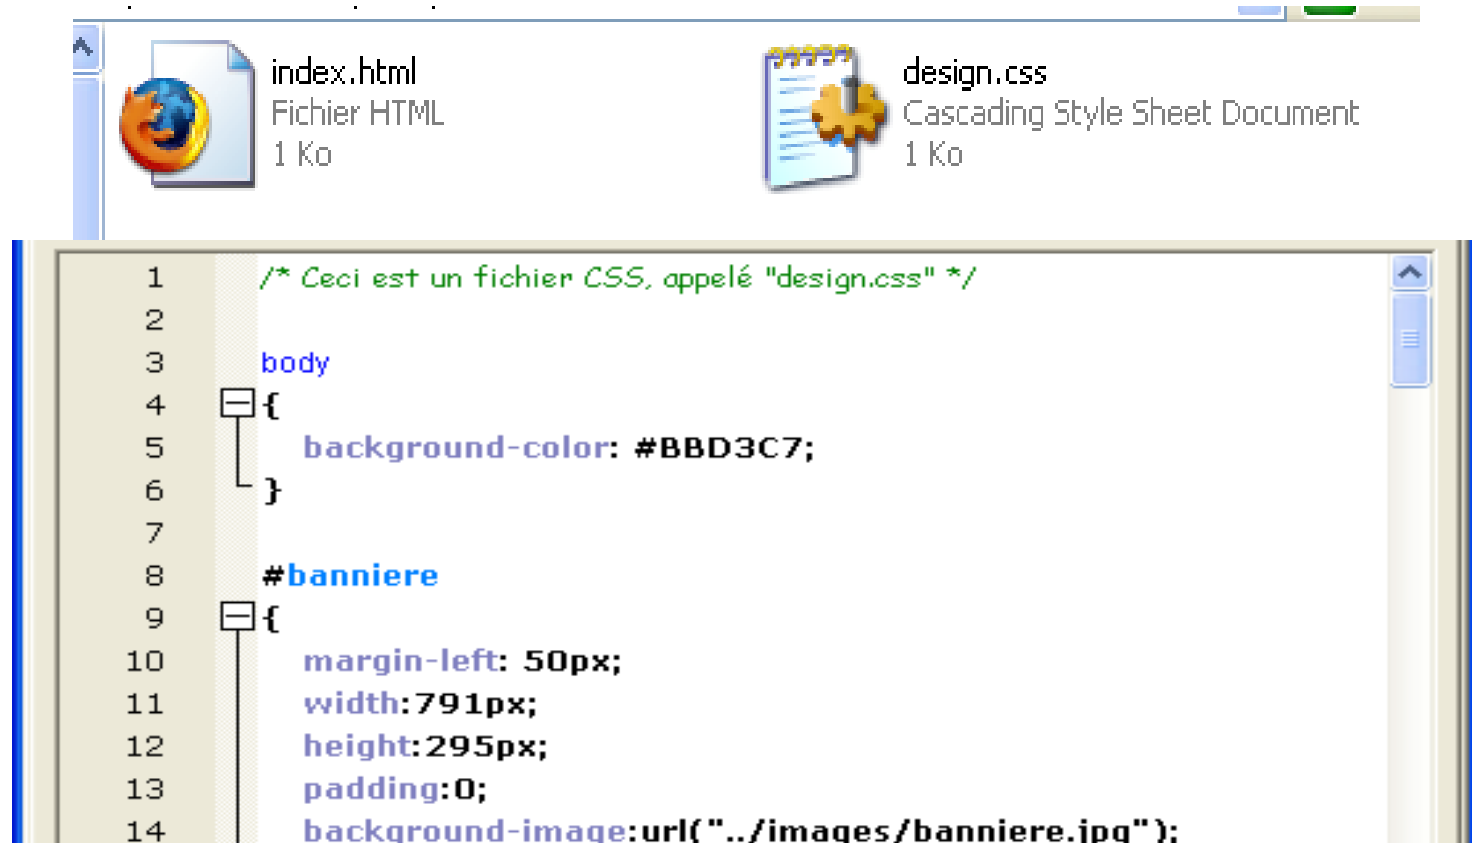 index.html
Fichier HTML
1 Ko
design.css
Cascading Style Sheet Document
1 Ko
1 /* Ceci est un fichier CSS, appelé "design.css" */
2
3 body
4 {
5 background-color: #BBD3C7;
6 }
7
8 #banniere
9 {
10 margin-left: 50px;
11 width:791px;
12 height:295px;
13 padding:0;
14 background-image:url("../images/banniere.jpg");